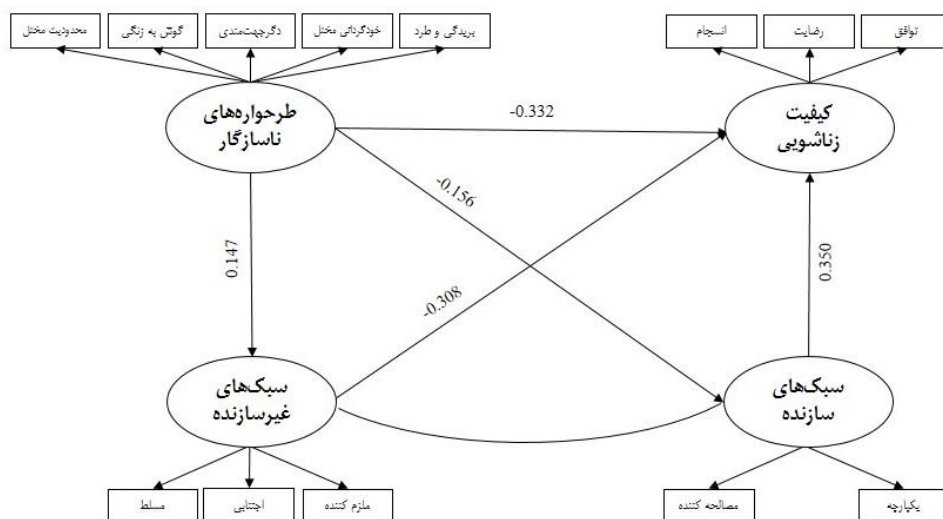 بریدگی و طرد
خودگردانی مختل
دگرجهت‌مندی
گوش به زنگی
محدودیت مختل
توافق
رضایت
انسجام
طرحواره‌های
ناسازگار
کیفیت
زناشویی
-0.332
-0.156
0.147
-0.308
0.350
سبک‌های
غیرسازنده
سبک‌های
سازنده
مسلط
اجتنابی
ملزم کننده
مصالحه کننده
یکپارچه